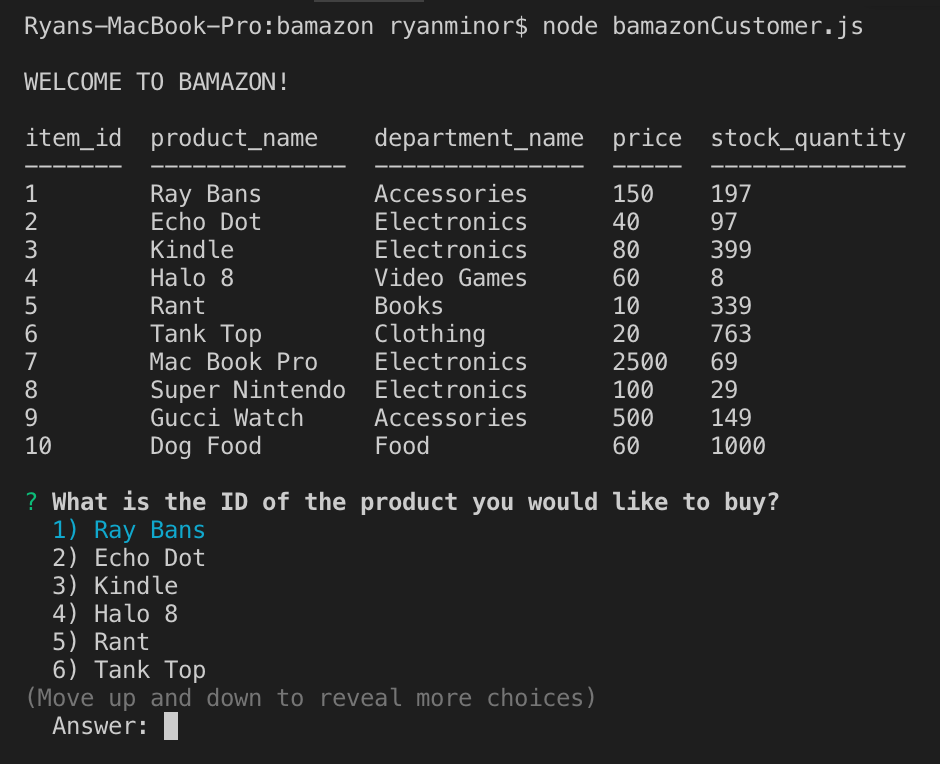 Ryans-MacBook-Pro:bamazon ryanminor$ node bamazonCustomer.js
WELCOME TO BAMAZON!
item_id  product_name    department_name  price  stock_quantity
-------  --------------  ---------------  -----  --------------
1        Ray Bans        Accessories      150    197
2        Echo Dot        Electronics      40     97
3        Kindle          Electronics      80     399
4        Halo 8          Video Games      60     8
5        Rant            Books            10     339
6        Tank Top        Clothing         20     763
7        Mac Book Pro    Electronics      2500   69
8        Super Nintendo  Electronics      100    29
9        Gucci Watch     Accessories      500    149
10       Dog Food        Food             60     1000
? What is the ID of the product you would like to buy?
  1) Ray Bans
  2) Echo Dot
  3) Kindle
  4) Halo 8
  5) Rant
  6) Tank Top
(Move up and down to reveal more choices)
  Answer: